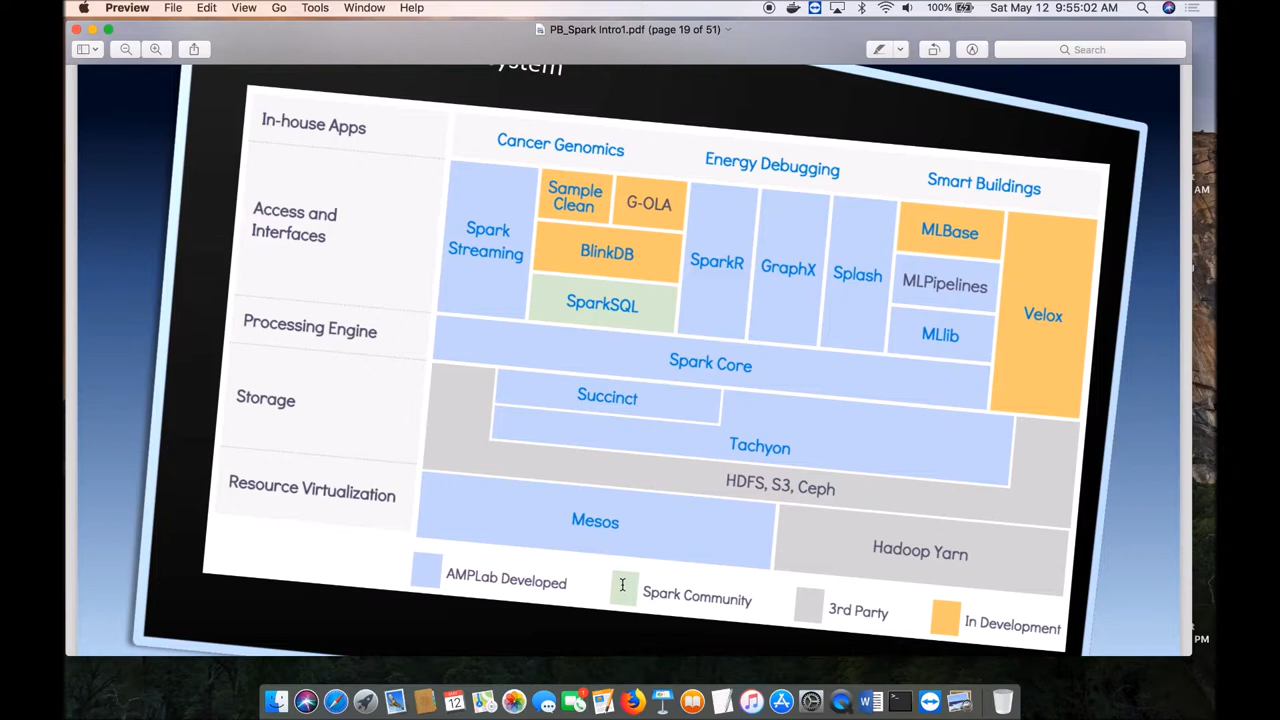 Preview File Edit View Go Tools Window Help
100% Sat May 12 9:55:02 AM
PB_Spark Intro1.pdf (page 19 of 51)
Search
In-house Apps
Cancer Genomics
Energy Debugging
Smart Buildings
Access and
Interfaces
Spark
Streaming
Sample
Clean
G-OLA
BlinkDB
SparkSQL
SparkR
GraphX
Splash
MLBase
MLPipelines
MLlib
Velox
Processing Engine
Spark Core
Storage
Succinct
Tachyon
HDFS, S3, Ceph
Resource Virtualization
Mesos
Hadoop Yarn
AMPLab Developed
Spark Community
3rd Party
In Development
AM
PM
12